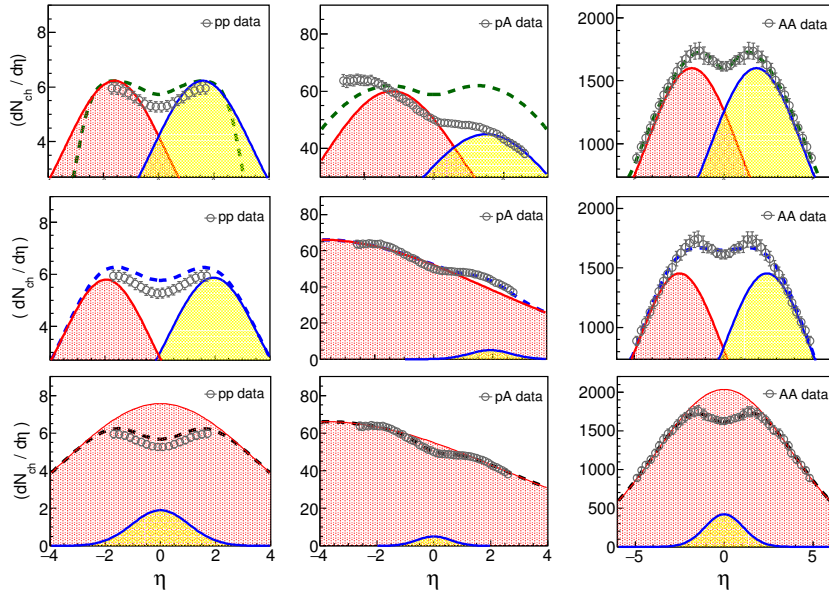 (dN_ch / dη)
8
6
4
pp data
80
60
40
pA data
2000
1750
1500
1250
1000
AA data
( dN_ch / dη)
8
6
4
pp data
80
60
40
20
0
pA data
2000
1500
1000
AA data
(dN_ch / dη)
8
6
4
2
0
pp data
−4 −2 0 2 4
η
80
60
40
20
0
pA data
−4 −2 0 2 4
η
2000
1500
1000
500
0
AA data
−5 0 5
η